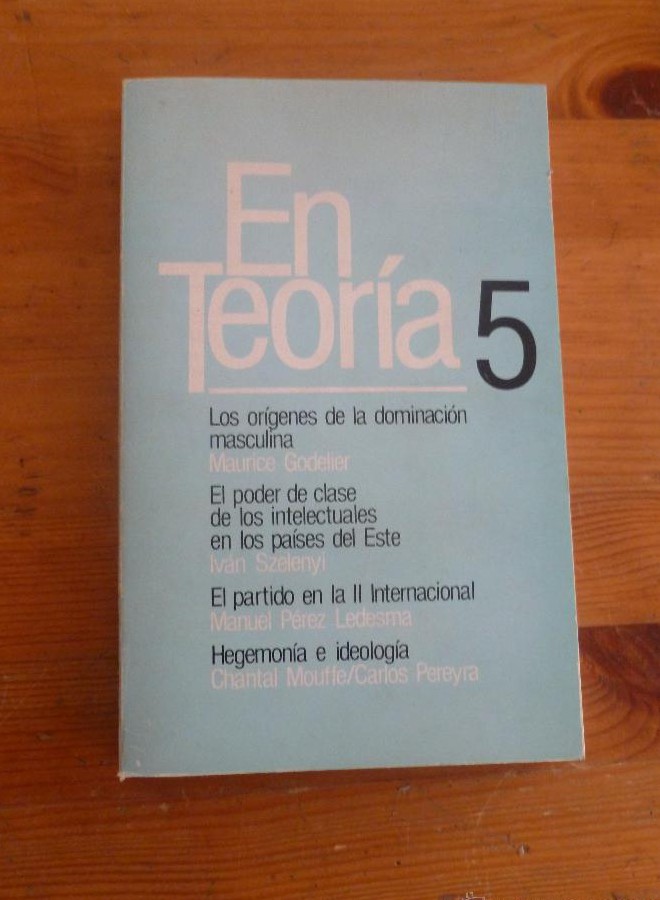 En
Teoría 5
Los orígenes de la dominación
masculina
Maurice Godelier
El poder de clase
de los intelectuales
en los países del Este
Iván Szelenyi
El partido en la II Internacional
Manuel Pérez Ledesma
Hegemonía e ideología
Chantal Mouffe/Carlos Pereyra